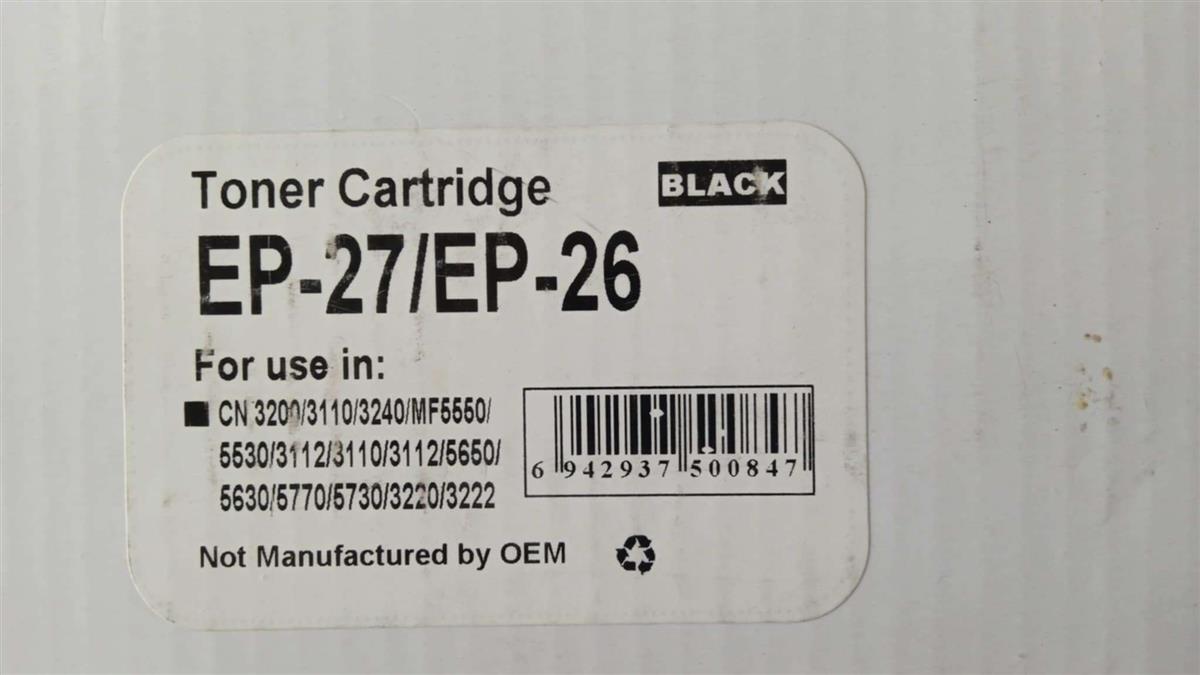 Toner Cartridge
BLACK
EP-27/EP-26
For use in:
CN 3200/3110/3240/MF5550/
5530/3112/3110/3112/5650/
5630/5770/5730/3220/3222
6 942937 500847
Not Manufactured by OEM